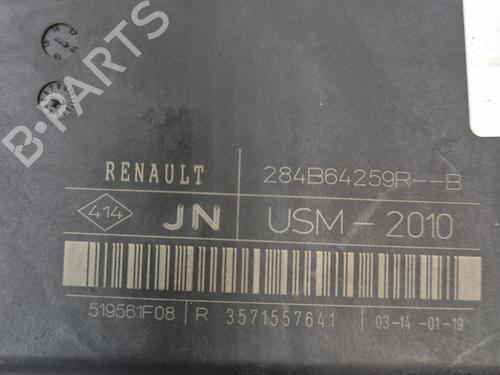 B-PARTS
RENAULT 284B64259R--B
414 JN USM-2010
519561F08 R 3571557641 03-14-01-19